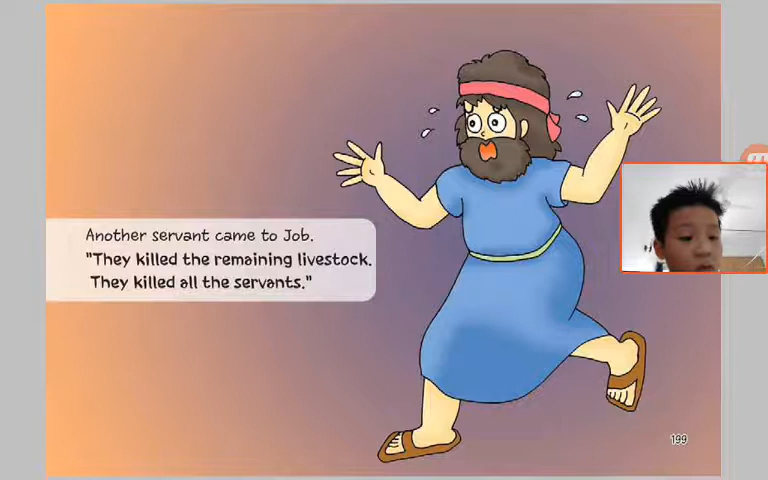 Another servant came to Job.
"They killed the remaining livestock.
They killed all the servants."
199